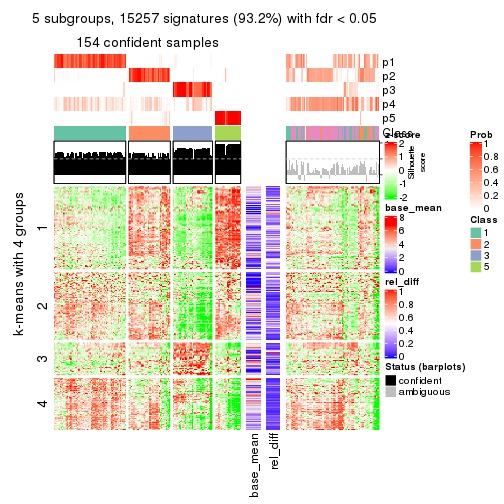 5 subgroups, 15257 signatures (93.2%) with fdr < 0.05
154 confident samples
p1
p2
p3
p4
p5
Class
z-score
2
1
0
-1
-2
Silhouette
score
k-means with 4 groups
1
2
3
4
base_mean
rel_diff
base_mean
8
6
4
2
0
rel_diff
1
0.8
0.6
0.4
0.2
0
Prob
1
0.8
0.6
0.4
0.2
0
Class
1
2
3
5
Status (barplots)
confident
ambiguous